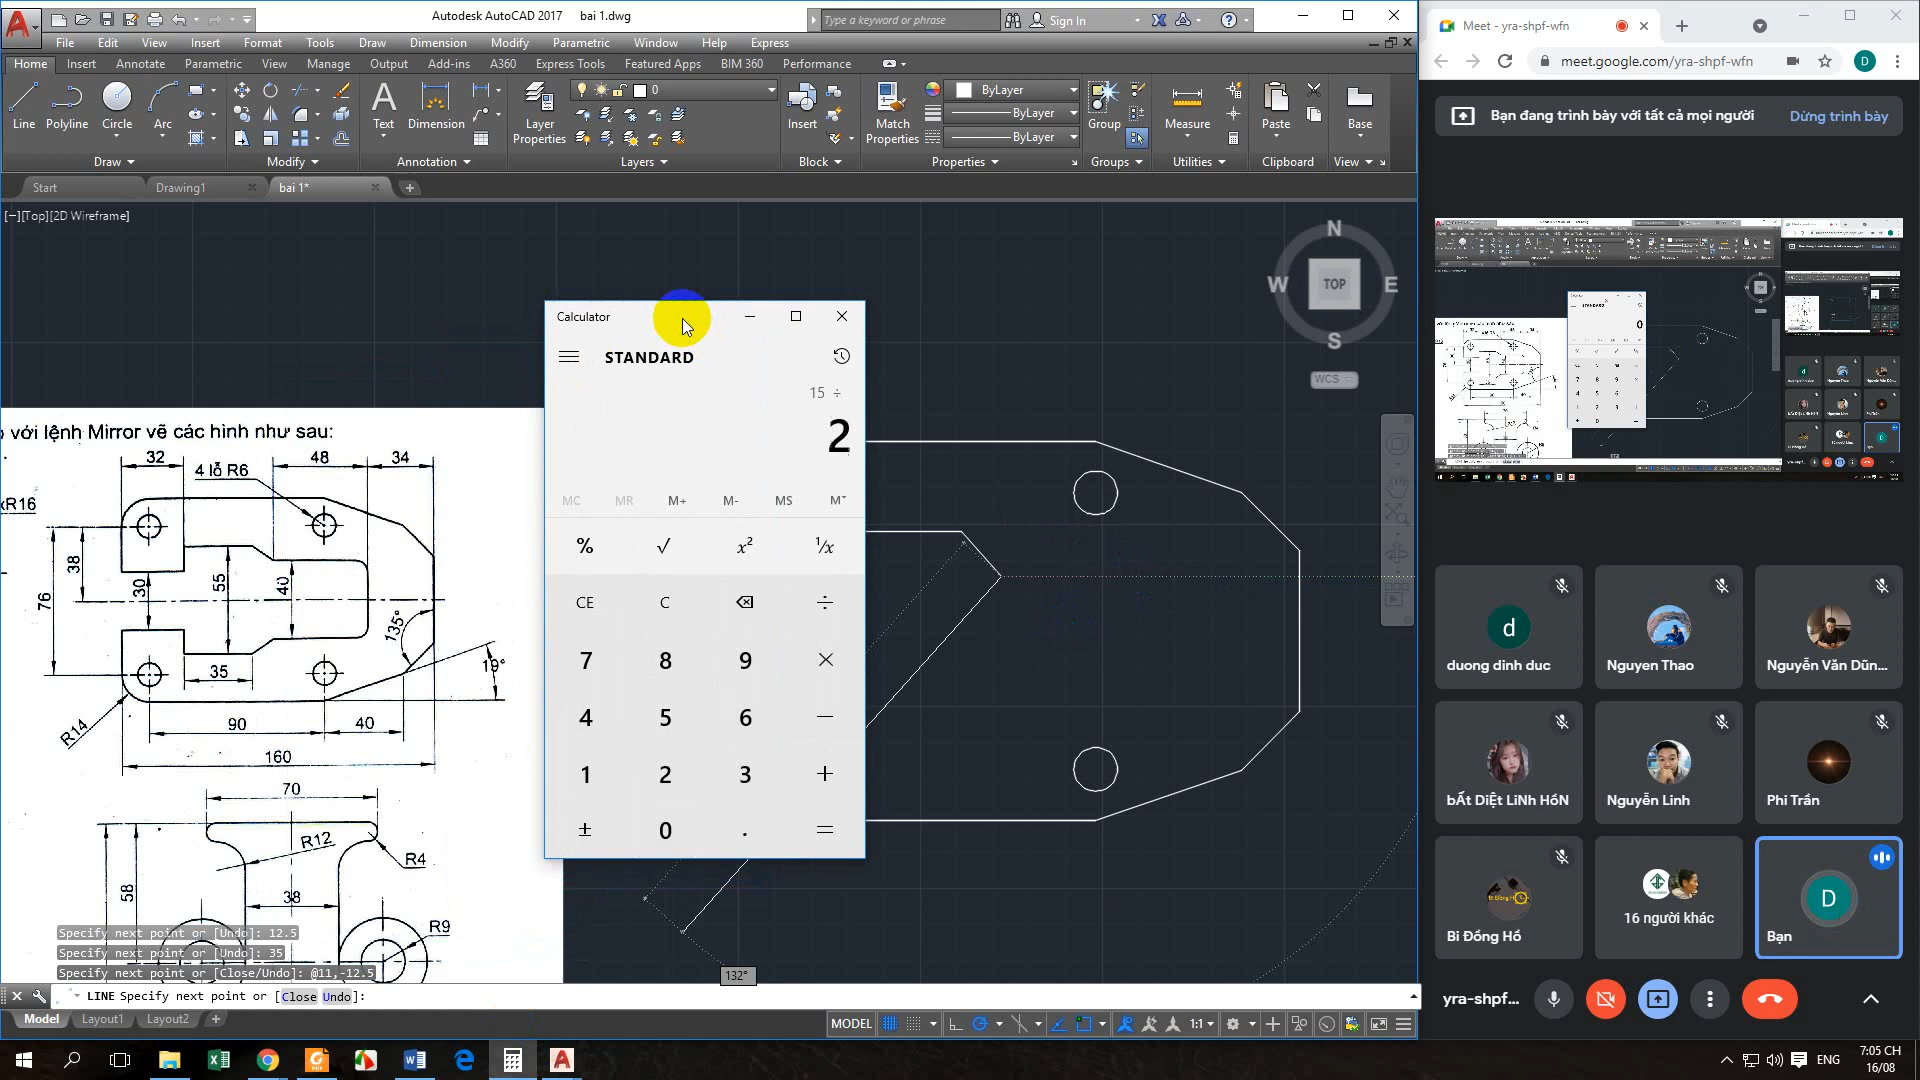 Autodesk AutoCAD 2017 bai 1.dwg
Type a keyword or phrase
Sign In
File Edit View Insert Format Tools Draw Dimension Modify Parametric Window Help Express
Home Insert Annotate Parametric View Manage Output Add-ins A360 Express Tools Featured Apps BIM 360 Performance
Line Polyline Circle Arc
Text Dimension
Layer Properties
0
Insert
Match Properties
ByLayer
ByLayer
ByLayer
Group
Measure
Paste
Base
Draw Modify Annotation Layers Block Properties Groups Utilities Clipboard View
Start Drawing1 bai 1*
[−][Top][2D Wireframe]
N
W TOP E
S
WCS
Calculator
STANDARD
15 ÷
2
MC MR M+ M- MS M˅
% √ x² ¹/x
CE C ÷
7 8 9 ×
4 5 6 −
1 2 3 +
± 0 . =
với lệnh Mirror vẽ các hình như sau:
32 48 34
4 lỗ R6
xR16
38
76
30
55
40
135°
19°
35
R14
90 40
160
70
R12
R4
58
38
R9
Specify next point or [Undo]: 12.5
Specify next point or [Undo]: 35
Specify next point or [Close/Undo]: @11,-12.5
132°
LINE Specify next point or [Close Undo]:
Model Layout1 Layout2 +
MODEL 1:1
Meet - yra-shpf-wfn
meet.google.com/yra-shpf-wfn
D
Bạn đang trình bày với tất cả mọi người Dừng trình bày
d
duong dinh duc
Nguyen Thao
Nguyễn Văn Dũn...
bẤt DiỆt LiNh HồN
Nguyễn Linh
Phi Trần
Bi Đồng Hồ
16 người khác
D
Bạn
yra-shpf...
ENG
7:05 CH
16/08